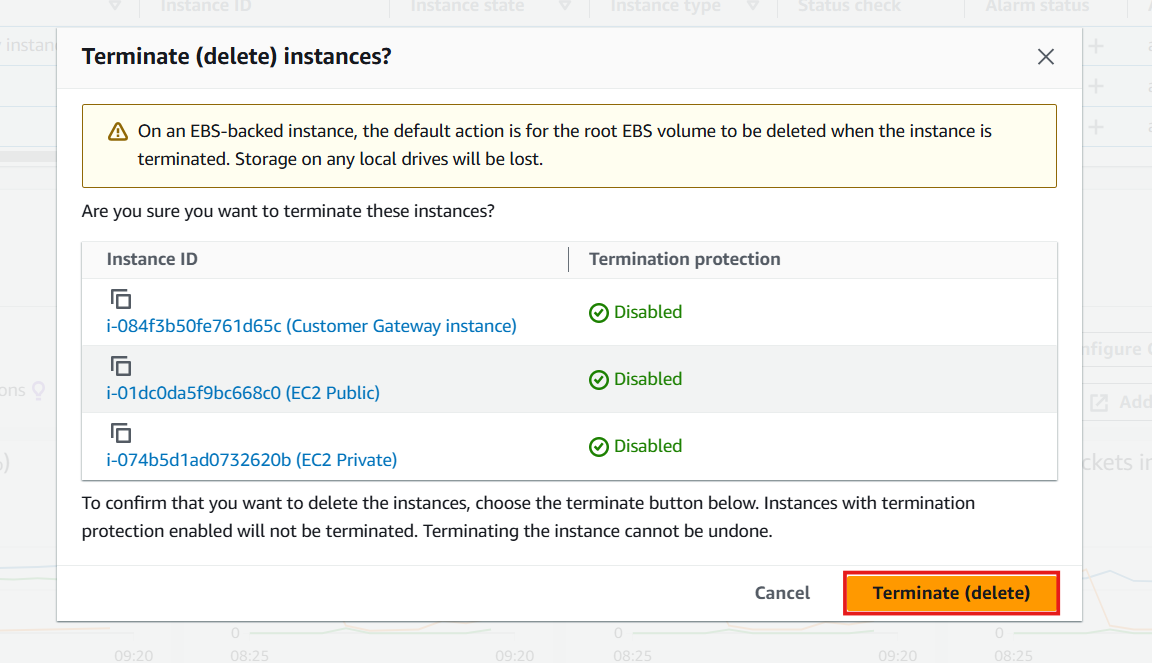 Instance ID
Instance state
Instance type
Status check
Alarm status
Terminate (delete) instances?
On an EBS-backed instance, the default action is for the root EBS volume to be deleted when the instance is
terminated. Storage on any local drives will be lost.
Are you sure you want to terminate these instances?
Instance ID
Termination protection
i-084f3b50fe761d65c (Customer Gateway instance)
Disabled
i-01dc0da5f9bc668c0 (EC2 Public)
Disabled
i-074b5d1ad0732620b (EC2 Private)
Disabled
To confirm that you want to delete the instances, choose the terminate button below. Instances with termination
protection enabled will not be terminated. Terminating the instance cannot be undone.
Cancel
Terminate (delete)
0
0
0
09:20
08:25
09:20
08:25
09:20
08:25